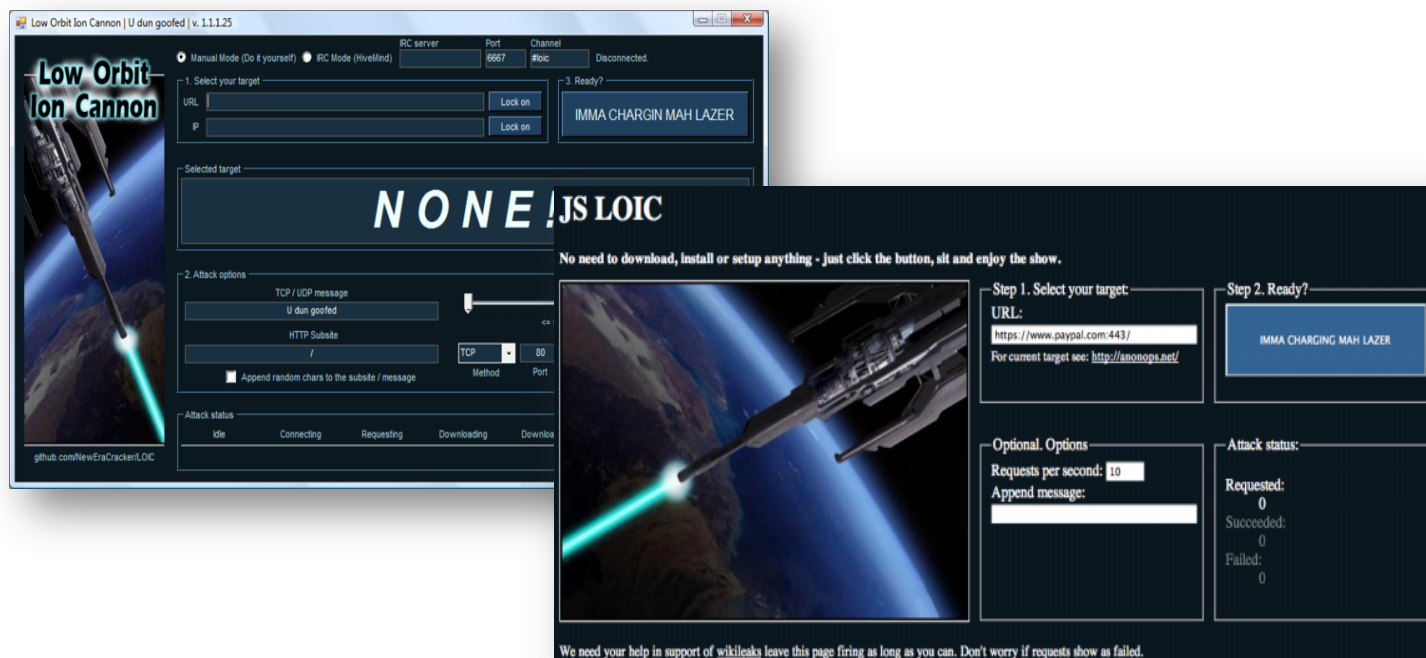 Low Orbit Ion Cannon | U dun goofed | v. 1.1.1.25
Low Orbit
Ion Cannon
Manual Mode (Do it yourself)
IRC Mode (HiveMind)
IRC server
Port
6667
Channel
#loic
Disconnected.
1. Select your target
URL
Lock on
IP
Lock on
3. Ready?
IMMA CHARGIN MAH LAZER
Selected target
NONE!
2. Attack options
TCP / UDP message
U dun goofed
HTTP Subsite
/
Append random chars to the subsite / message
<=
TCP
80
Method
Port
Attack status
Idle
Connecting
Requesting
Downloading
Downloa
github.com/NewEraCracker/LOIC
JS LOIC
No need to download, install or setup anything - just click the button, sit and enjoy the show.
Step 1. Select your target:
URL:
https://www.paypal.com:443/
For current target see: http://anonops.net/
Step 2. Ready?
IMMA CHARGING MAH LAZER
Optional. Options
Requests per second: 10
Append message:
Attack status:
Requested:
0
Succeeded:
0
Failed:
0
We need your help in support of wikileaks leave this page firing as long as you can. Don't worry if requests show as failed.